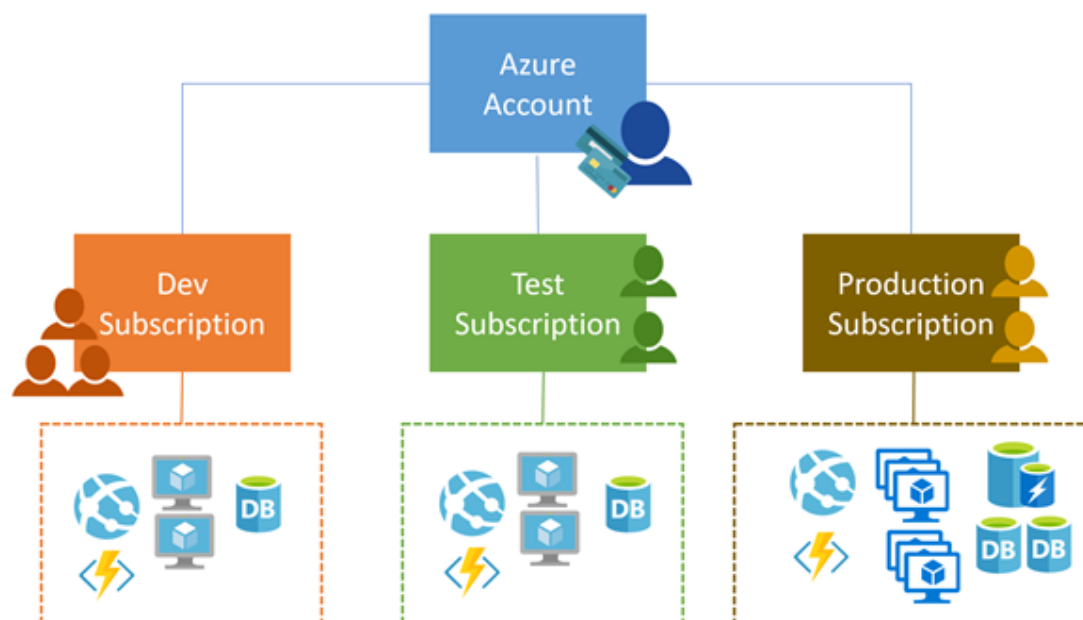 Azure
Account
Dev
Subscription
Test
Subscription
Production
Subscription
DB
DB
DB
DB